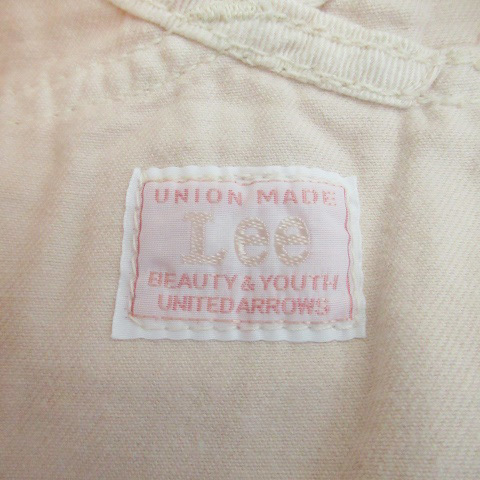 UNION MADE
Lee
BEAUTY & YOUTH
UNITED ARROWS